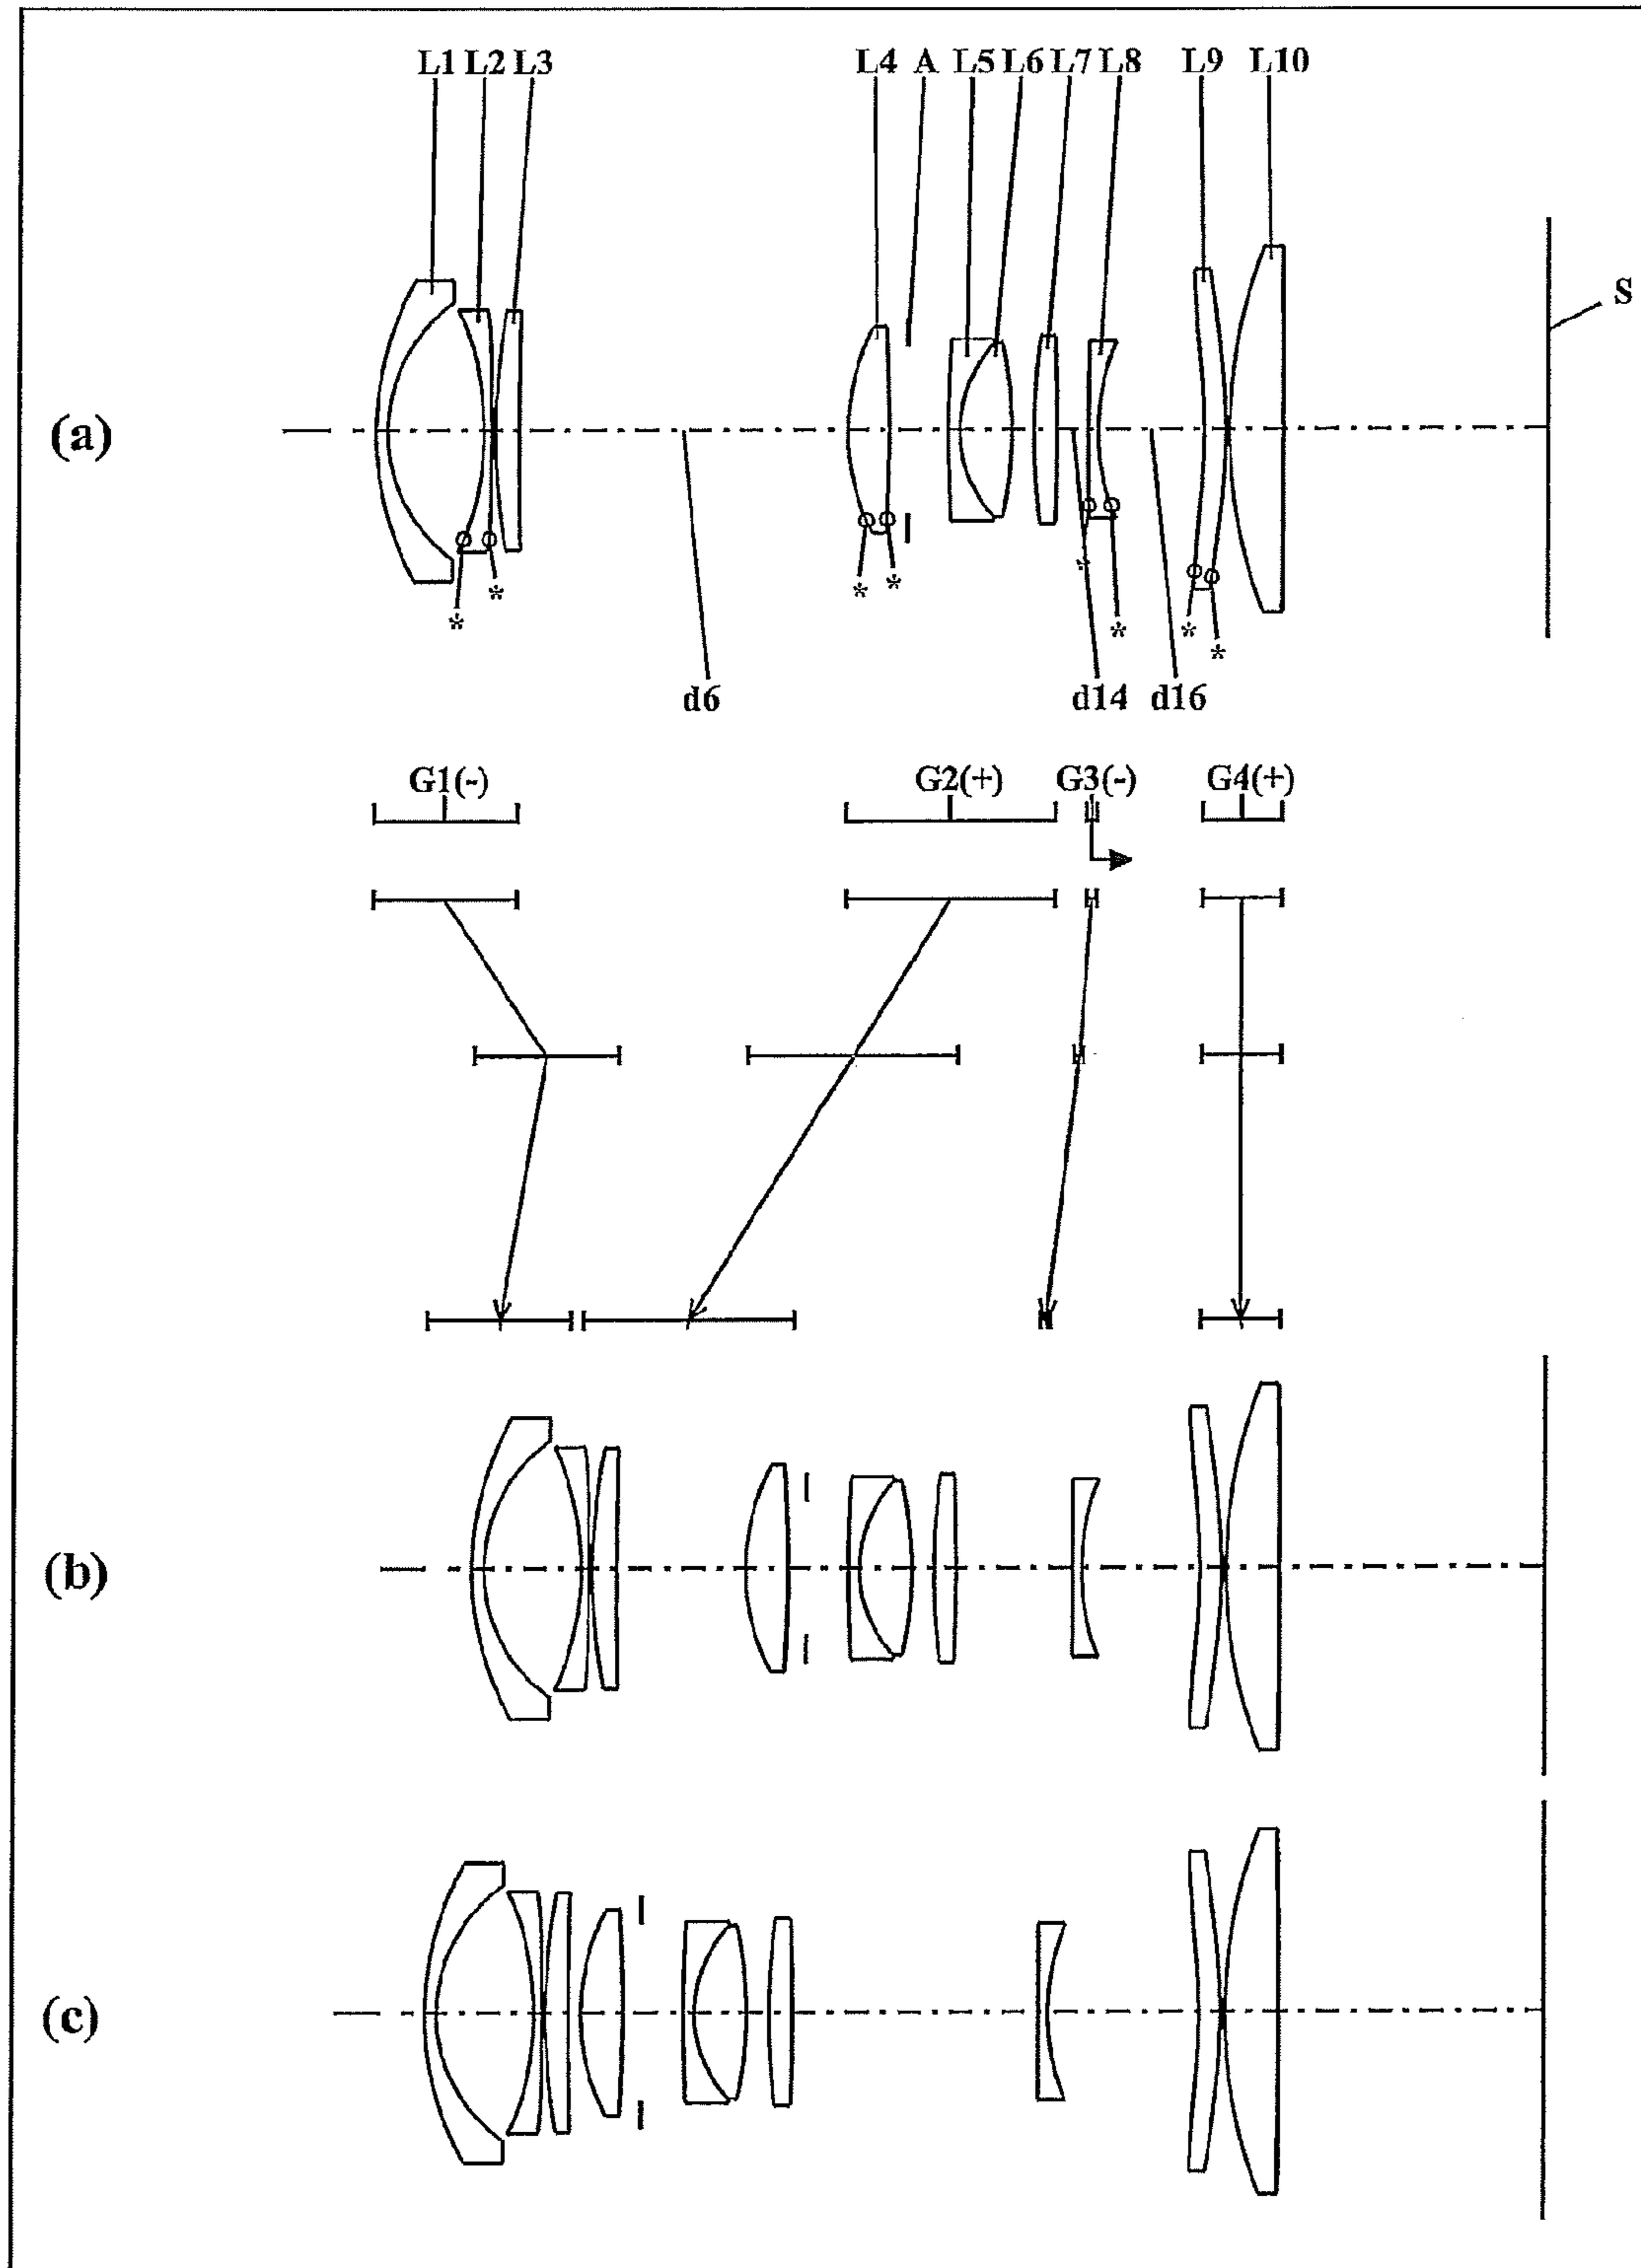 L1 L2 L3 L4 A L5 L6 L7 L8 L9 L10
S
(a)
* * * * * * * *
d6 d14 d16
G1(-) G2(+) G3(-) G4(+)
(b)
(c)